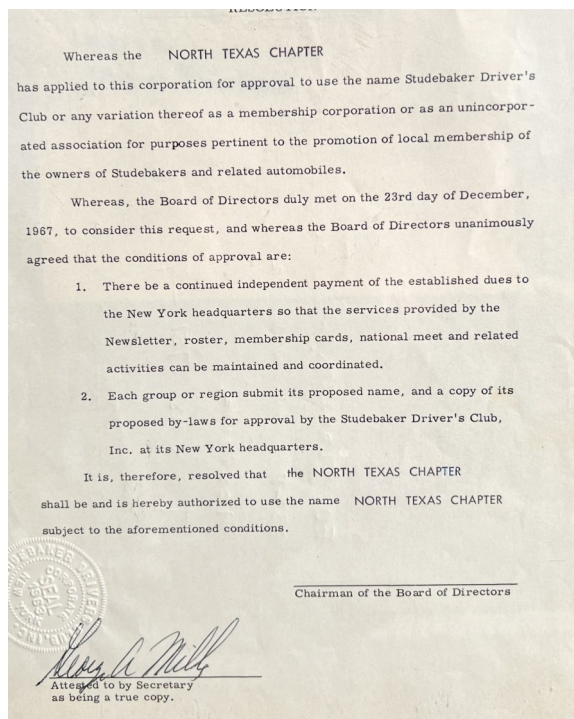 Whereas the NORTH TEXAS CHAPTER
has applied to this corporation for approval to use the name Studebaker Driver's
Club or any variation thereof as a membership corporation or as an unincorpor-
ated association for purposes pertinent to the promotion of local membership of
the owners of Studebakers and related automobiles.
Whereas, the Board of Directors duly met on the 23rd day of December,
1967, to consider this request, and whereas the Board of Directors unanimously
agreed that the conditions of approval are:
1. There be a continued independent payment of the established dues to
the New York headquarters so that the services provided by the
Newsletter, roster, membership cards, national meet and related
activities can be maintained and coordinated.
2. Each group or region submit its proposed name, and a copy of its
proposed by-laws for approval by the Studebaker Driver's Club,
Inc. at its New York headquarters.
It is, therefore, resolved that the NORTH TEXAS CHAPTER
shall be and is hereby authorized to use the name NORTH TEXAS CHAPTER
subject to the aforementioned conditions.
Chairman of the Board of Directors
Attested to by Secretary
as being a true copy.